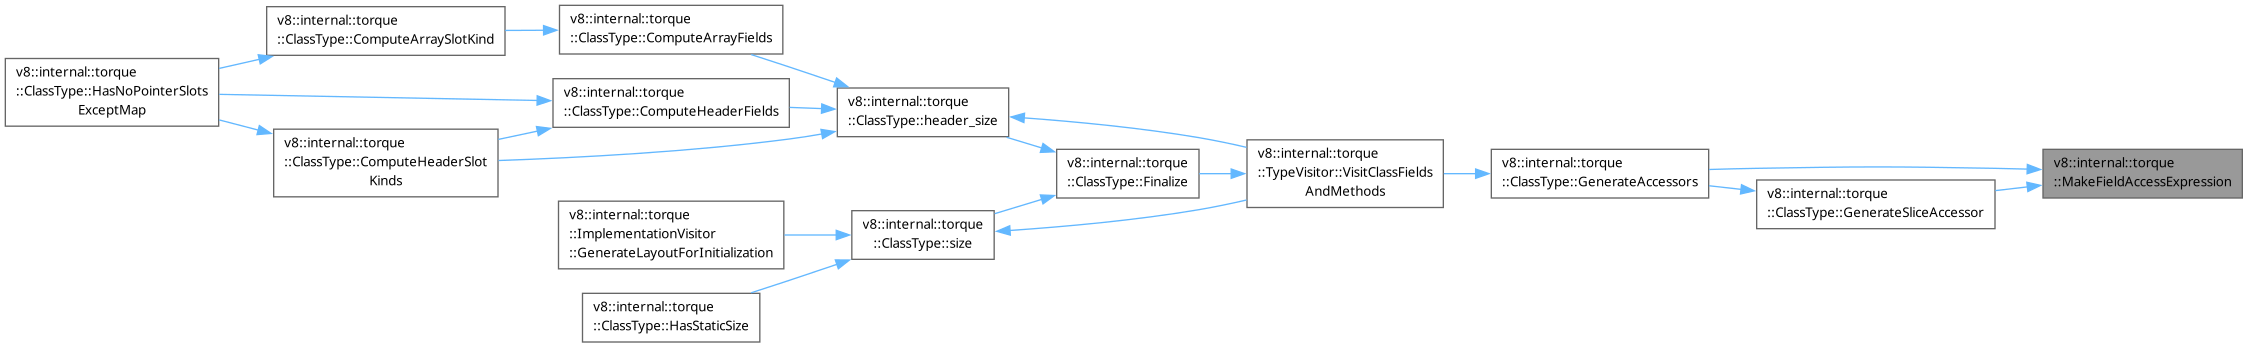 v8::internal::torque
::ClassType::HasNoPointerSlots
ExceptMap
v8::internal::torque
::ClassType::ComputeArraySlotKind
v8::internal::torque
::ClassType::ComputeHeaderSlot
Kinds
v8::internal::torque
::ClassType::ComputeArrayFields
v8::internal::torque
::ClassType::ComputeHeaderFields
v8::internal::torque
::ImplementationVisitor
::GenerateLayoutForInitialization
v8::internal::torque
::ClassType::HasStaticSize
v8::internal::torque
::ClassType::header_size
v8::internal::torque
::ClassType::size
v8::internal::torque
::ClassType::Finalize
v8::internal::torque
::TypeVisitor::VisitClassFields
AndMethods
v8::internal::torque
::ClassType::GenerateAccessors
v8::internal::torque
::ClassType::GenerateSliceAccessor
v8::internal::torque
::MakeFieldAccessExpression